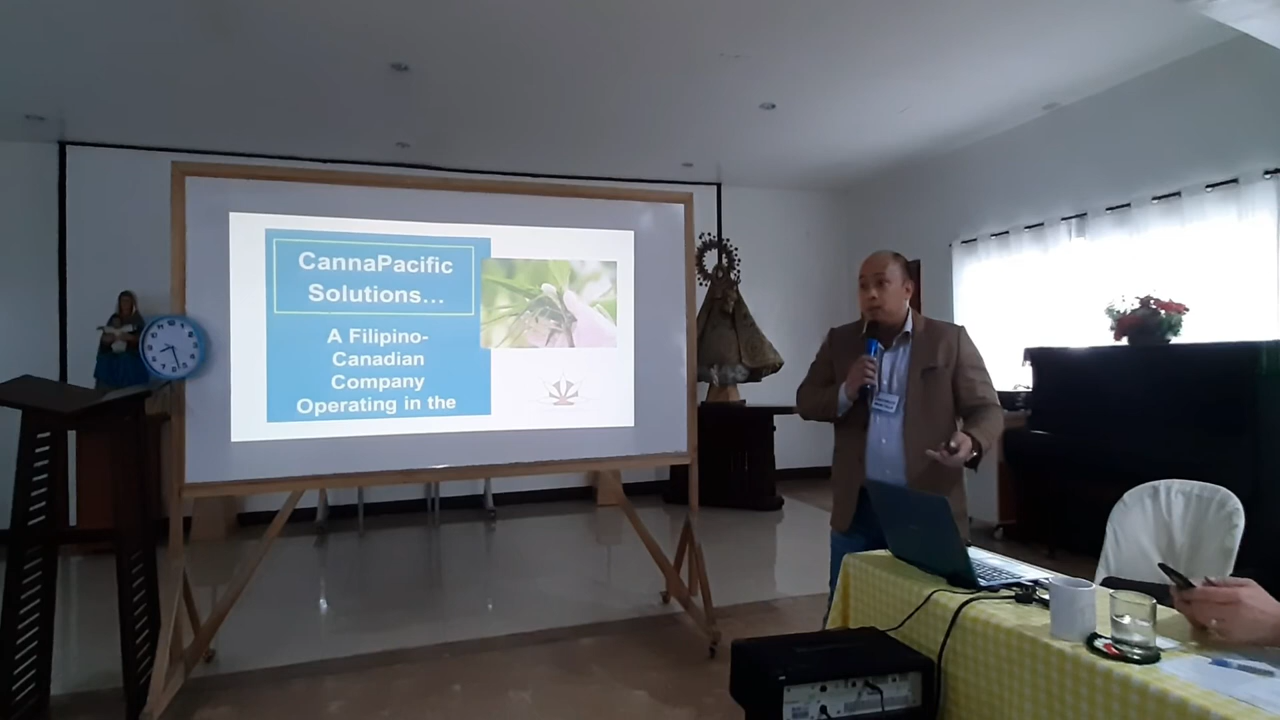 CannaPacific
Solutions...
A Filipino-
Canadian
Company
Operating in the